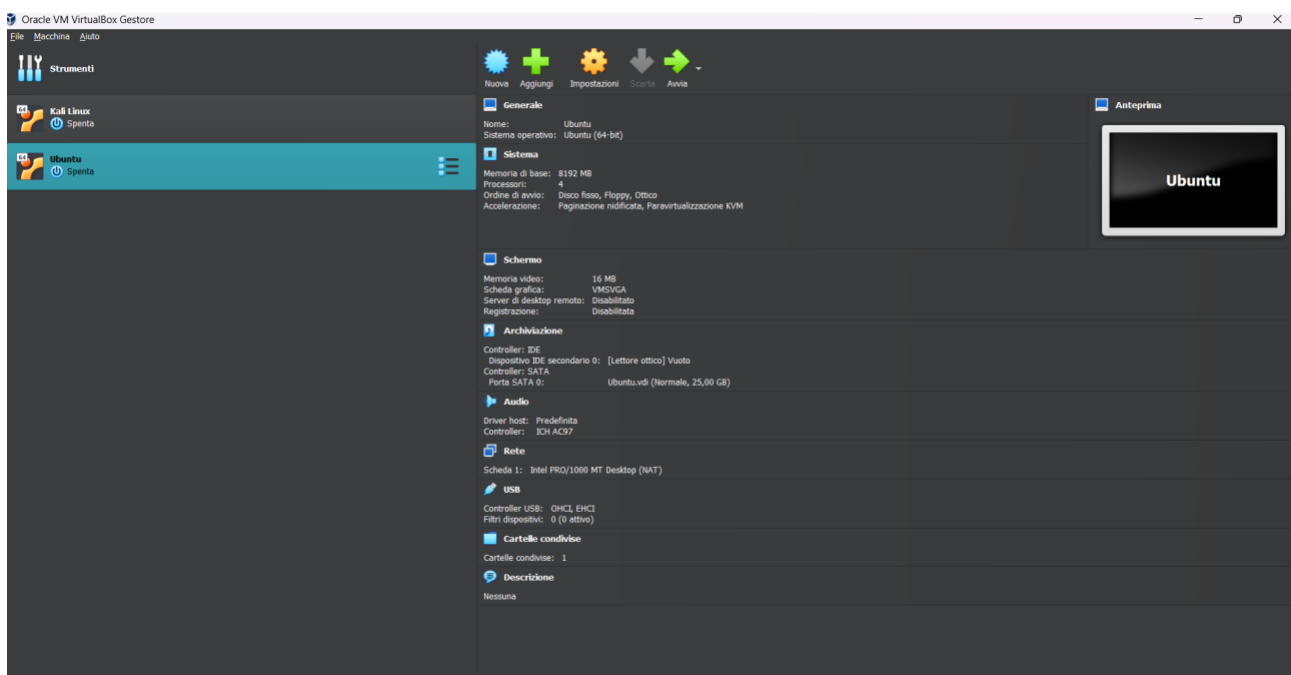 Oracle VM VirtualBox Gestore
File Macchina Aiuto
Strumenti
64 Kali Linux
Spenta
64 Ubuntu
Spenta
Nuova Aggiungi Impostazioni Scarta Avvia
Generale
Nome: Ubuntu
Sistema operativo: Ubuntu (64-bit)
Sistema
Memoria di base: 8192 MB
Processori: 4
Ordine di avvio: Disco fisso, Floppy, Ottico
Accelerazione: Paginazione nidificata, Paravirtualizzazione KVM
Anteprima
Ubuntu
Schermo
Memoria video: 16 MB
Scheda grafica: VMSVGA
Server di desktop remoto: Disabilitato
Registrazione: Disabilitata
Archiviazione
Controller: IDE
Dispositivo IDE secondario 0: [Lettore ottico] Vuoto
Controller: SATA
Porta SATA 0: Ubuntu.vdi (Normale, 25,00 GB)
Audio
Driver host: Predefinita
Controller: ICH AC97
Rete
Scheda 1: Intel PRO/1000 MT Desktop (NAT)
USB
Controller USB: OHCI, EHCI
Filtri dispositivi: 0 (0 attivo)
Cartelle condivise
Cartelle condivise: 1
Descrizione
Nessuna